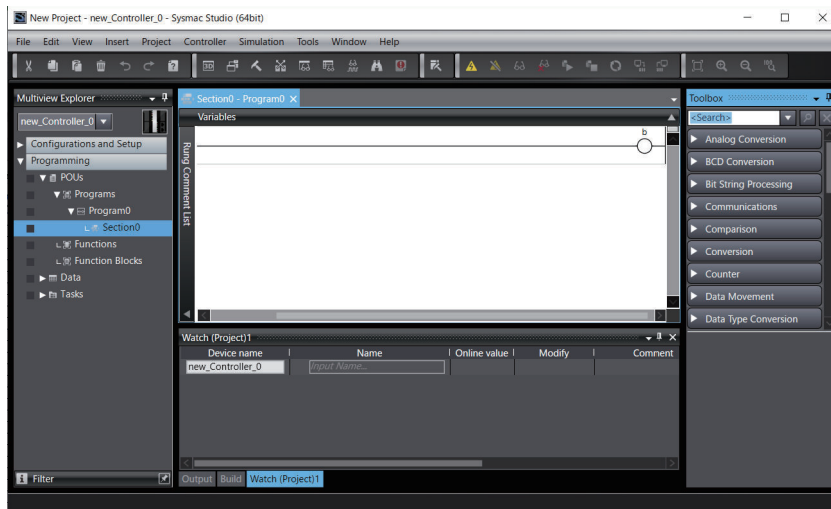 New Project - new_Controller_0 - Sysmac Studio (64bit)
File Edit View Insert Project Controller Simulation Tools Window Help
Multiview Explorer
new_Controller_0
Configurations and Setup
Programming
POUs
Programs
Program0
Section0
Functions
Function Blocks
Data
Tasks
Filter
Section0 - Program0
Variables
Rung Comment List
b
Watch (Project)1
Device name Name Online value Modify Comment
new_Controller_0 Input Name...
Output Build Watch (Project)1
Toolbox
<Search>
Analog Conversion
BCD Conversion
Bit String Processing
Communications
Comparison
Conversion
Counter
Data Movement
Data Type Conversion